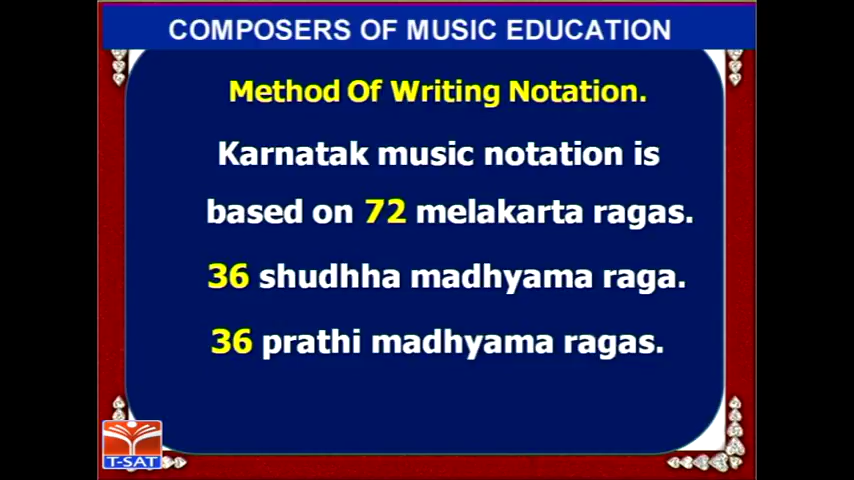 COMPOSERS OF MUSIC EDUCATION
Method Of Writing Notation.
Karnatak music notation is
based on 72 melakarta ragas.
36 shudhha madhyama raga.
36 prathi madhyama ragas.
T-SAT